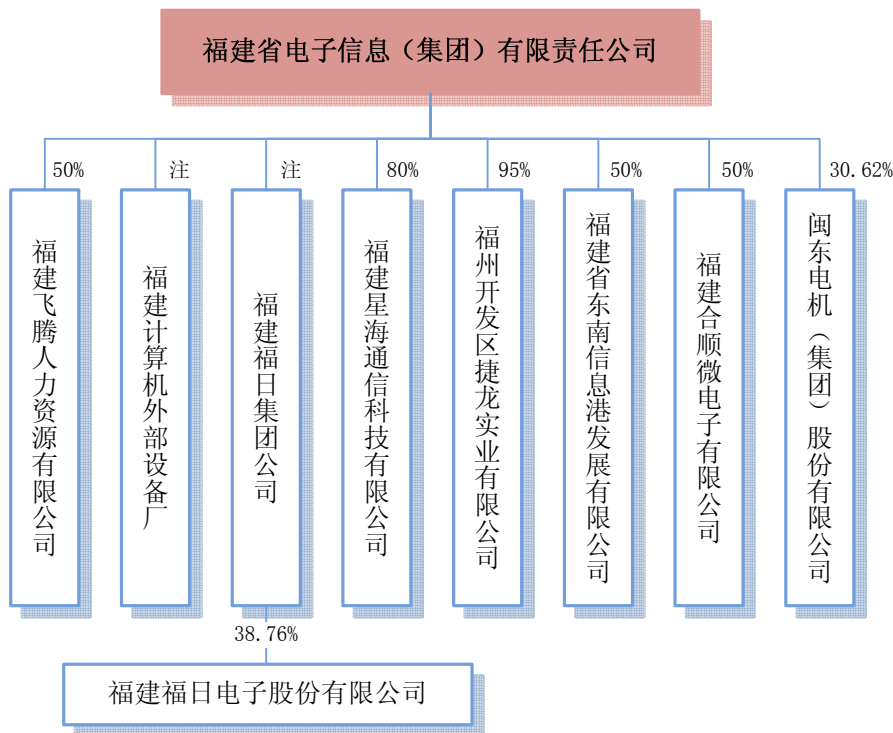 福建省电子信息（集团）有限责任公司
50%
注
注
80%
95%
50%
50%
30.62%
福建飞腾人力资源有限公司
福建计算机外部设备厂
福建福日集团公司
福建星海通信科技有限公司
福州开发区捷龙实业有限公司
福建省东南信息港发展有限公司
福建合顺微电子有限公司
闽东电机（集团）股份有限公司
38.76%
福建福日电子股份有限公司